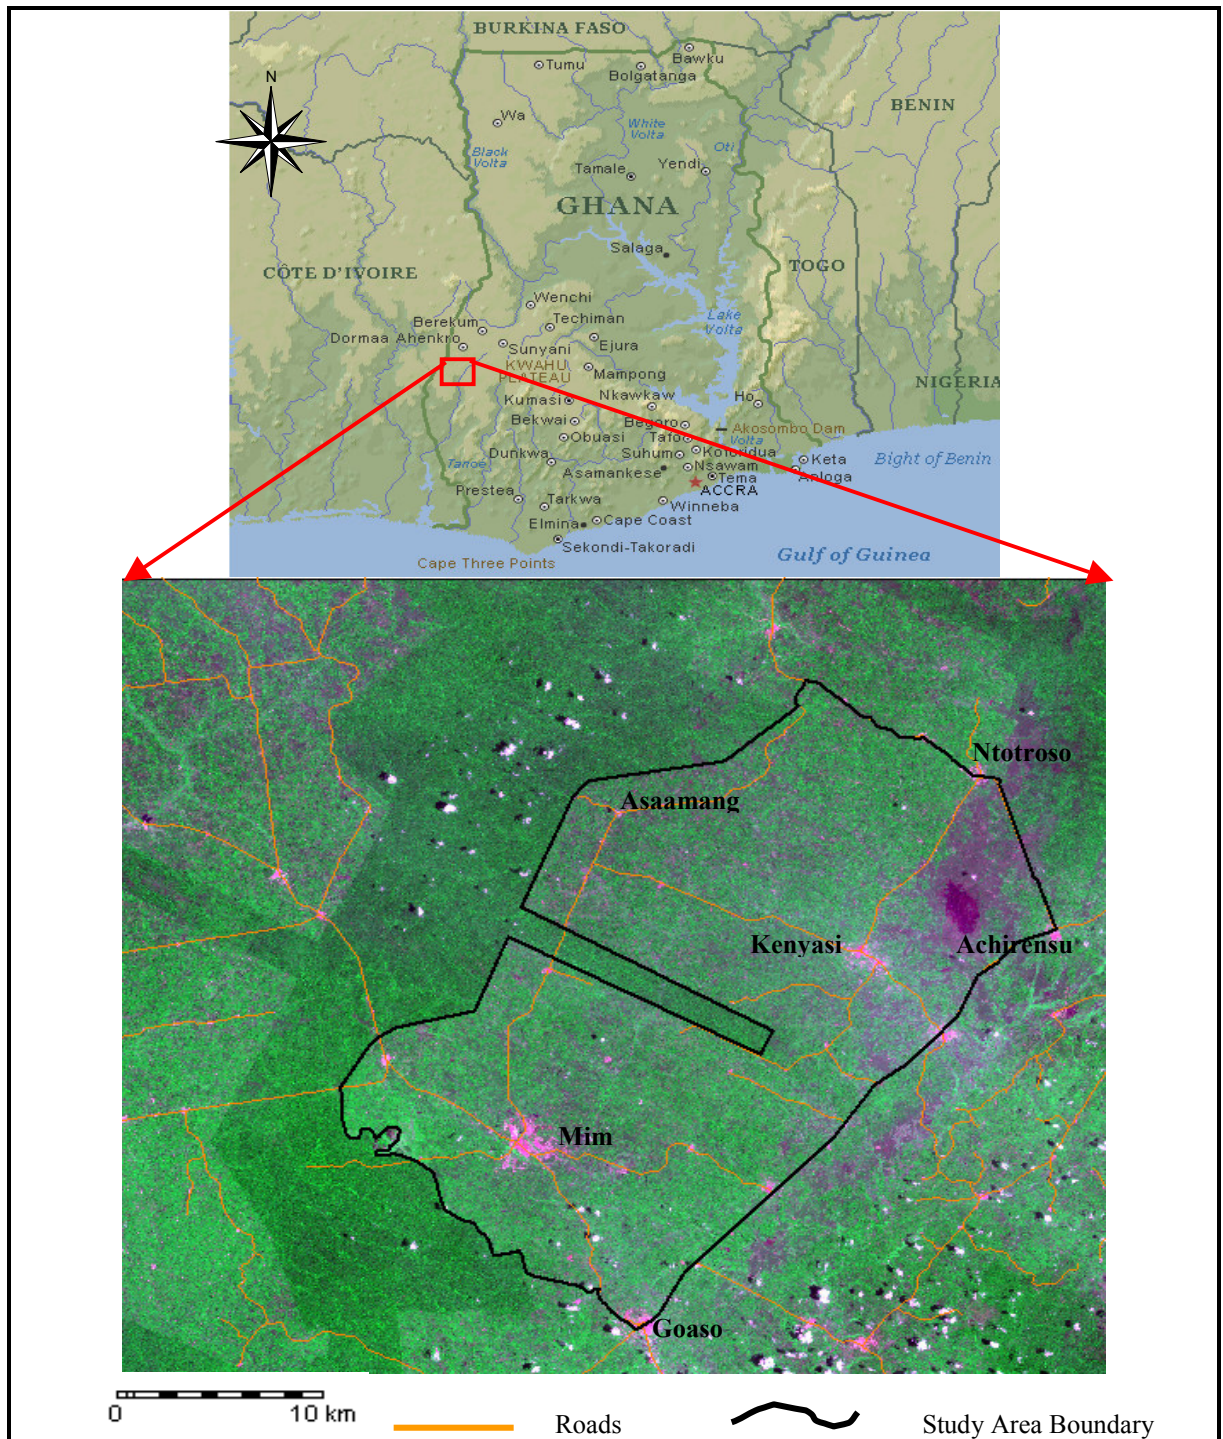 BURKINA FASO
Bawku
Tumu
Bolgatanga
N
BENIN
Wa
White
Volta
Black
Volta
Oti
Tamale
Yendi
GHANA
Salaga
CÔTE D'IVOIRE
TOGO
Wenchi
Techiman
Lake
Volta
Berekum
Dormaa Ahenkro
Sunyani
Ejura
KWAHU
PLATEAU
Mampong
NIGERIA
Kumasi
Nkawkaw
Ho
Bekwai
Begoro
Akosombo Dam
Obuasi
Tafo
Volta
Dunkwa
Suhum
Koforidua
Keta
Bight of Benin
Tanoe
Asamankese
Nsawam
Tema
Anloga
Prestea
ACCRA
Tarkwa
Winneba
Elmina
Cape Coast
Sekondi-Takoradi
Gulf of Guinea
Cape Three Points
Ntotroso
Asaamang
Kenyasi
Achirensu
Mim
Goaso
0 10 km
Roads
Study Area Boundary